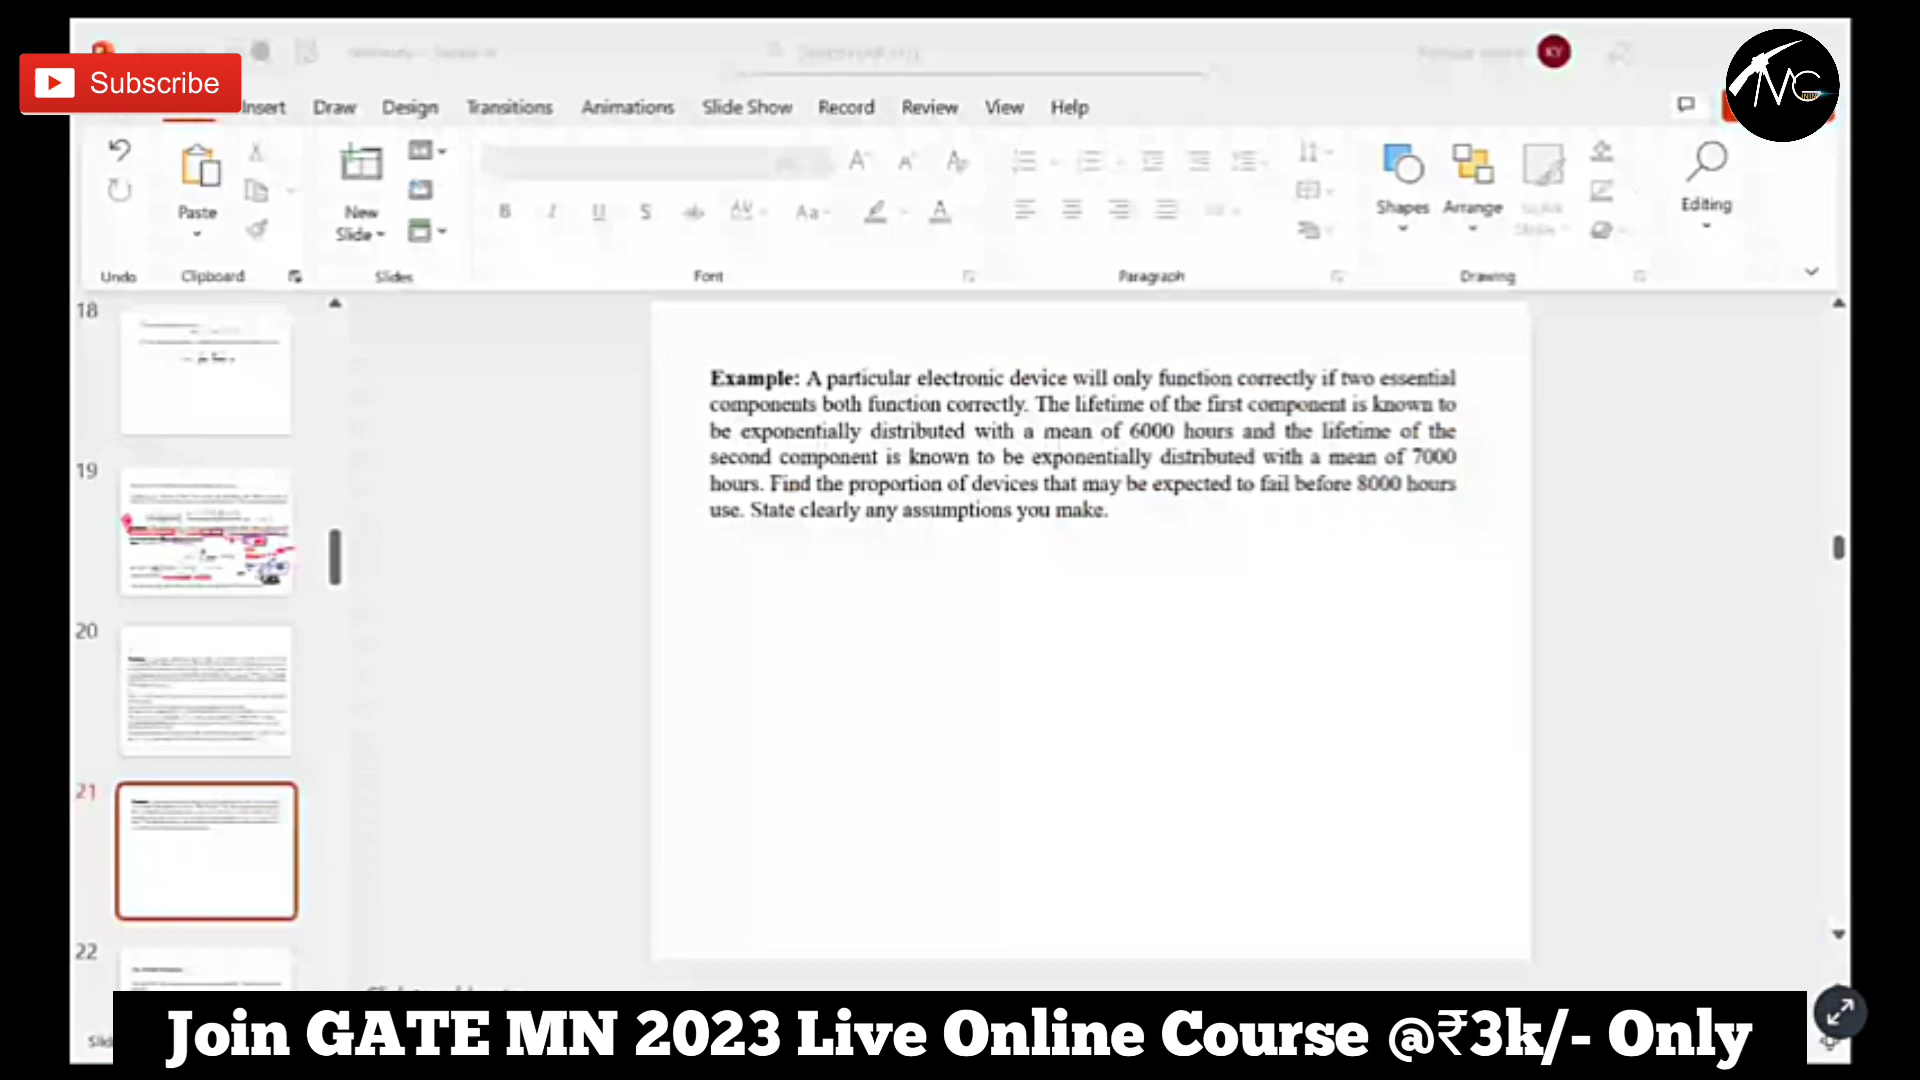 Subscribe
KY
MG
Insert Draw Design Transitions Animations Slide Show Record Review View Help
Paste
New
Slide
Shapes Arrange
Editing
Undo Clipboard Slides Font Paragraph Drawing
18
19
20
21
22
Example: A particular electronic device will only function correctly if two essential
components both function correctly. The lifetime of the first component is known to
be exponentially distributed with a mean of 6000 hours and the lifetime of the
second component is known to be exponentially distributed with a mean of 7000
hours. Find the proportion of devices that may be expected to fail before 8000 hours
use. State clearly any assumptions you make.
Join GATE MN 2023 Live Online Course @₹3k/- Only